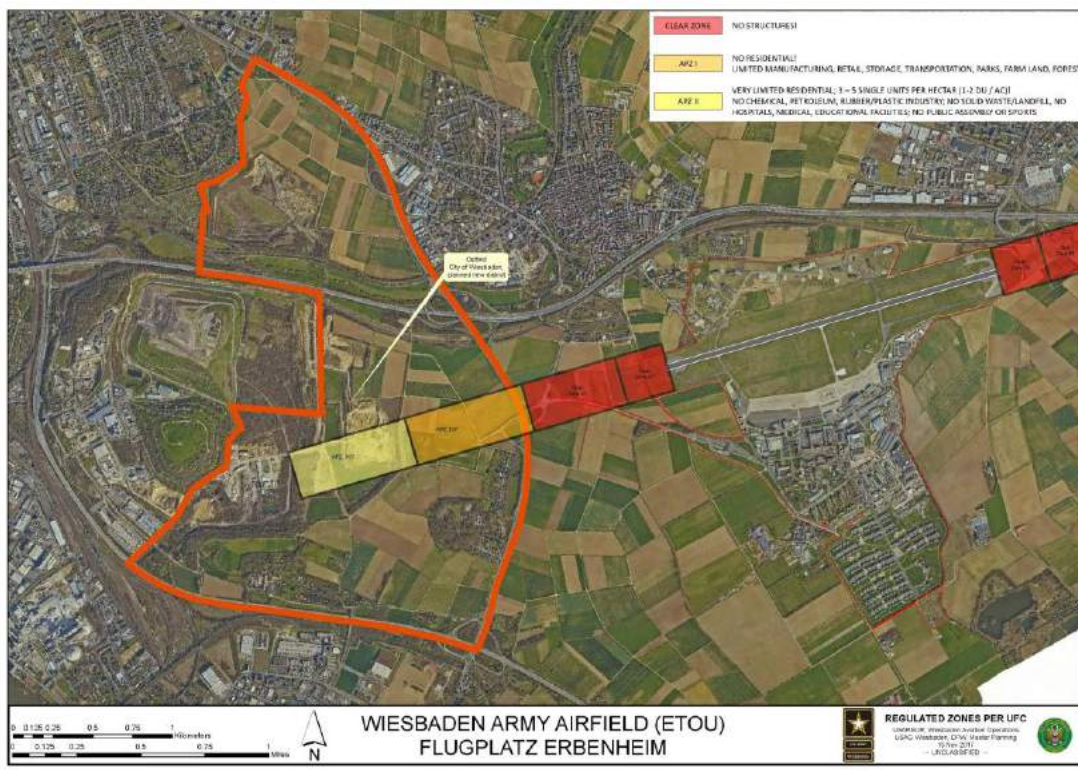 CLEAR ZONE
NO STRUCTURES!
APZ I
NO RESIDENTIAL!
LIMITED MANUFACTURING, RETAIL, STORAGE, TRANSPORTATION, PARKS, FARM LAND, FOREST
APZ II
VERY LIMITED RESIDENTIAL; 3 – 5 SINGLE UNITS PER HECTAR (1-2 DU / AC)!
NO CHEMICAL, PETROLEUM, RUBBER/PLASTIC INDUSTRY; NO SOLID WASTE/LANDFILL, NO
HOSPITALS, MEDICAL, EDUCATIONAL FACILITIES; NO PUBLIC ASSEMBLY OR SPORTS
Ostfeld
City of Wiesbaden,
planned new district
0 0.125 0.25 0.5 0.75 1
Kilometers
0 0.125 0.25 0.5 0.75 1
Miles
N
WIESBADEN ARMY AIRFIELD (ETOU)
FLUGPLATZ ERBENHEIM
REGULATED ZONES PER UFC
USAREUR, Wiesbaden Aviation Operations
USAG Wiesbaden, DPW, Master Planning
-- UNCLASSIFIED --